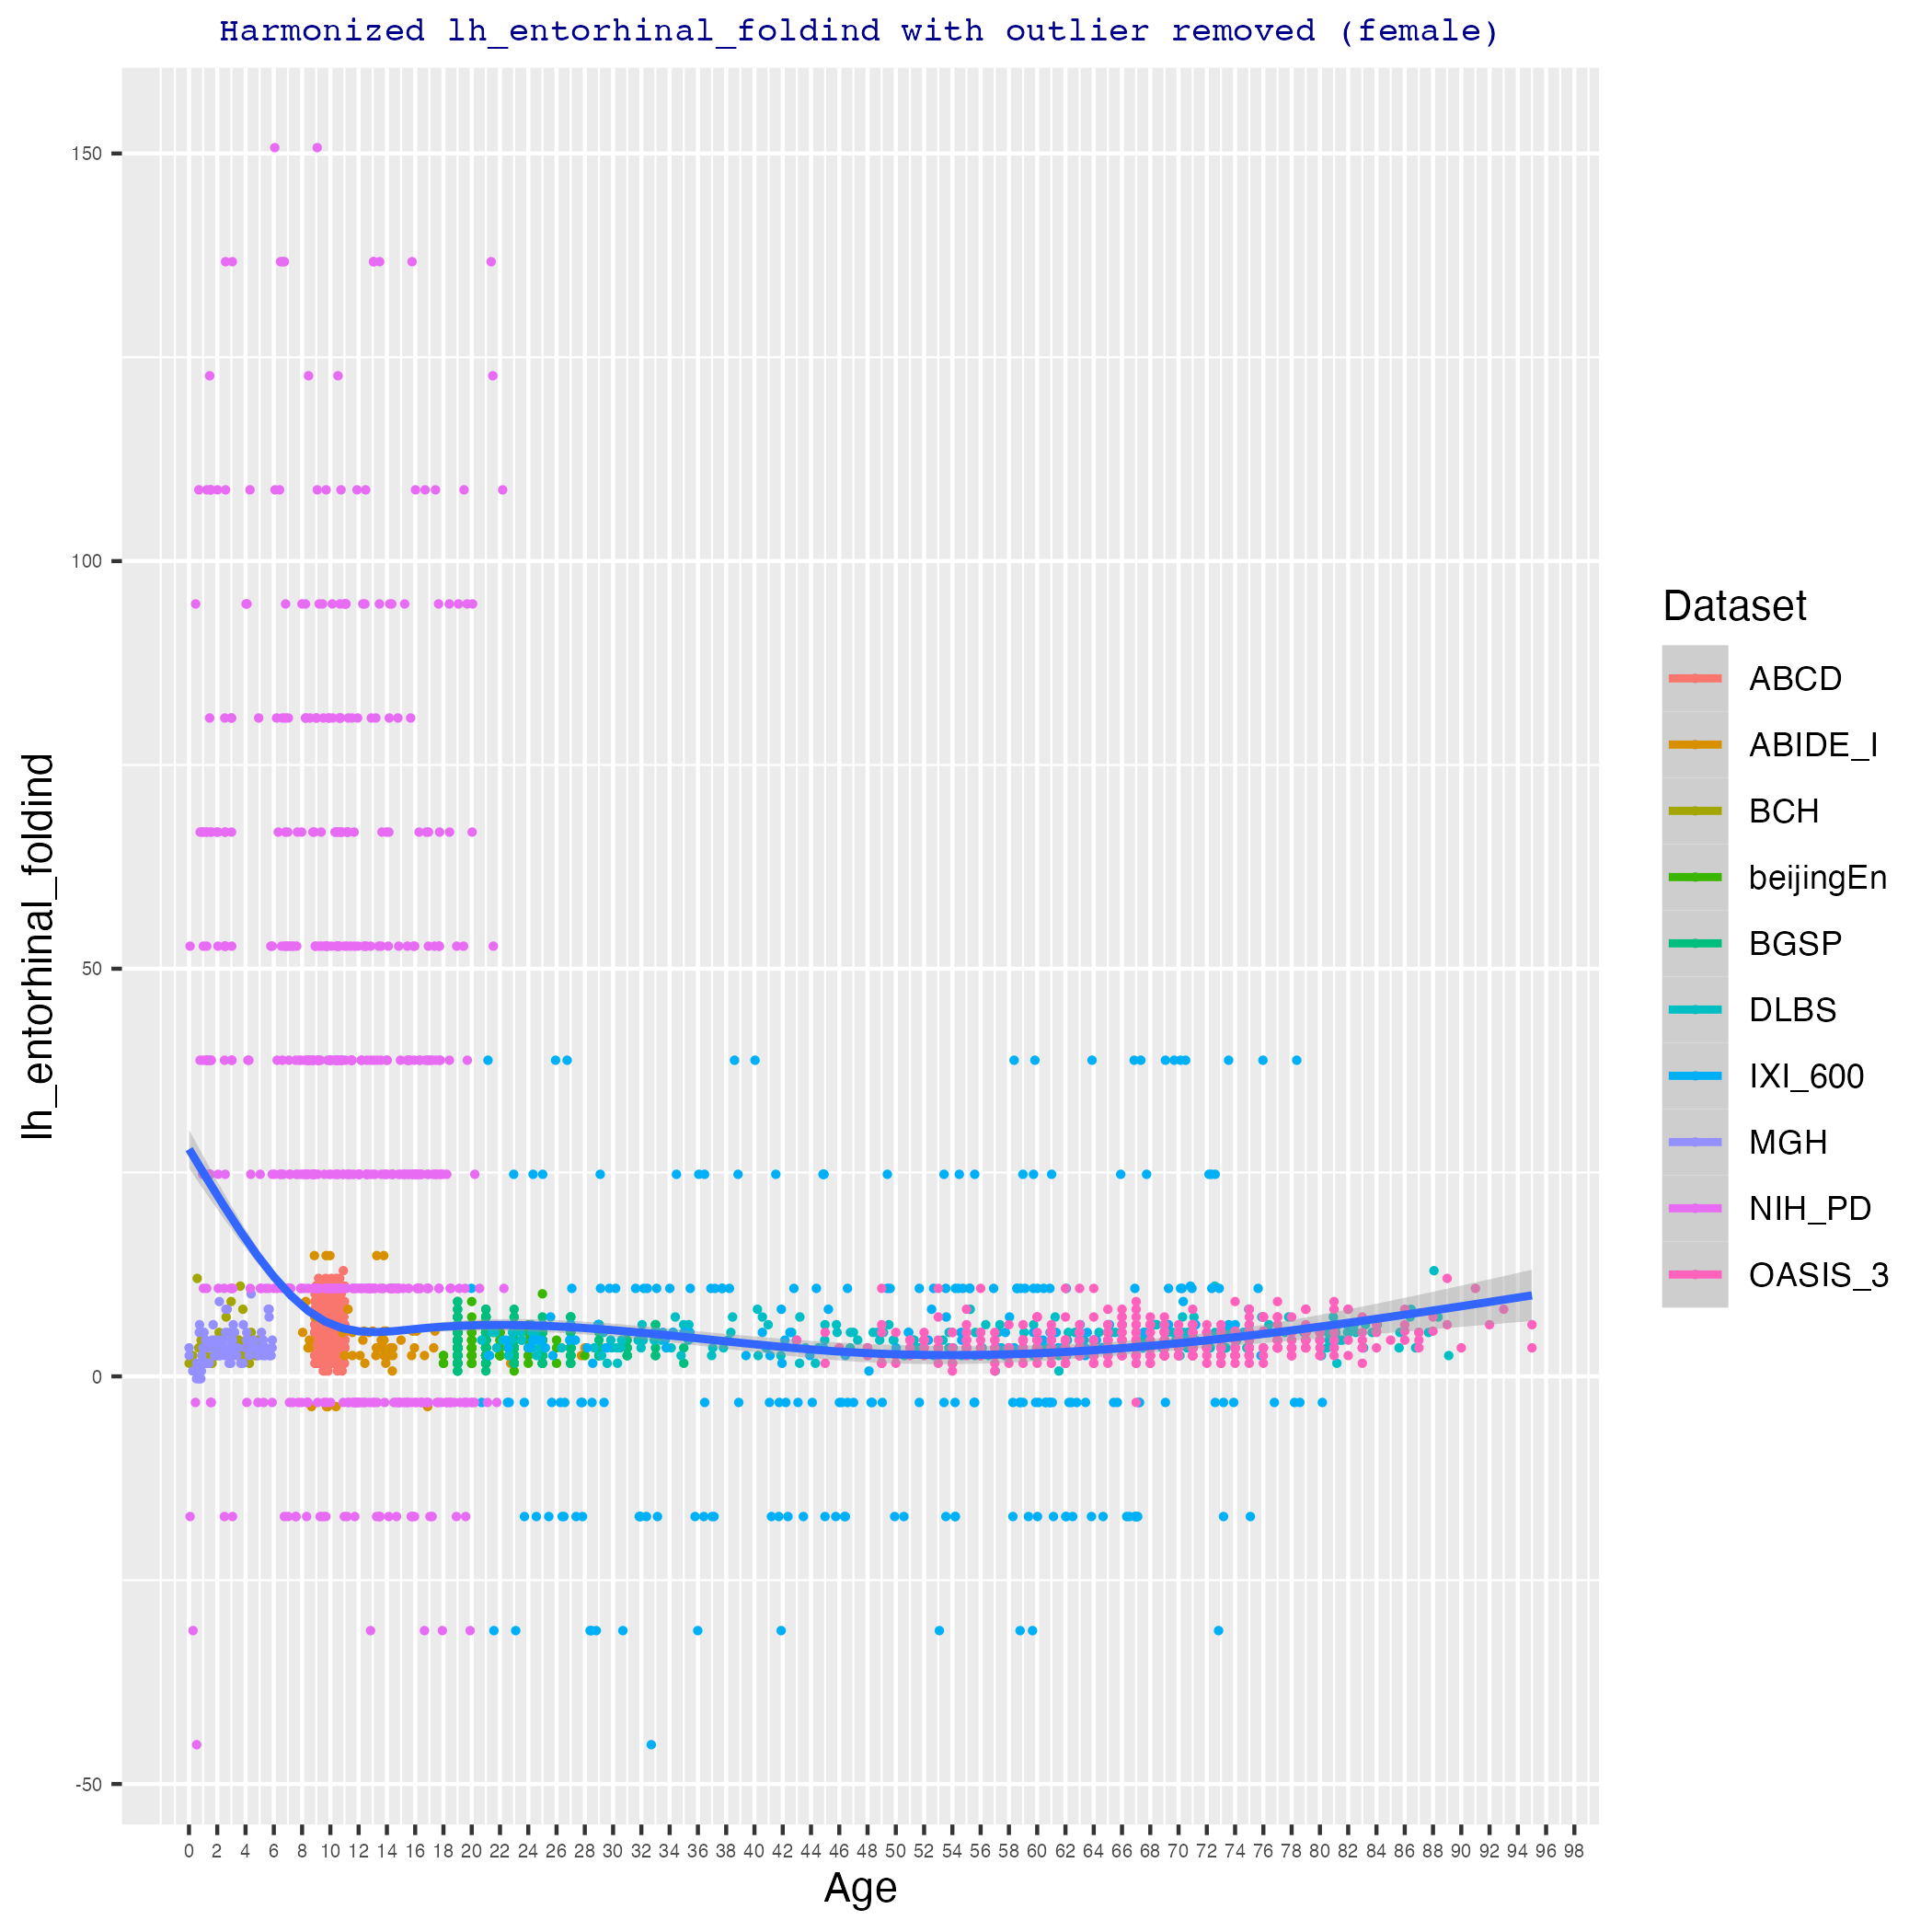 Harmonized lh_entorhinal_foldind with outlier removed (female)
150
100
50
0
-50
lh_entorhinal_foldind
0 2 4 6 8 10 12 14 16 18 20 22 24 26 28 30 32 34 36 38 40 42 44 46 48 50 52 54 56 58 60 62 64 66 68 70 72 74 76 78 80 82 84 86 88 90 92 94 96 98
Age
Dataset
ABCD
ABIDE_I
BCH
beijingEn
BGSP
DLBS
IXI_600
MGH
NIH_PD
OASIS_3